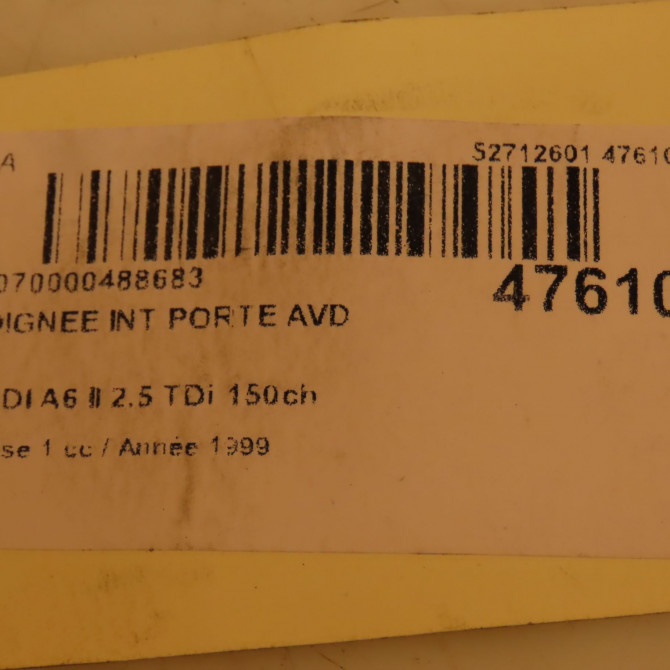 A S2712601 47610
070000488683 47610
OIGNEE INT PORTE AVD
DI A6 II 2.5 TDi 150ch
se 1 cc / Année 1999